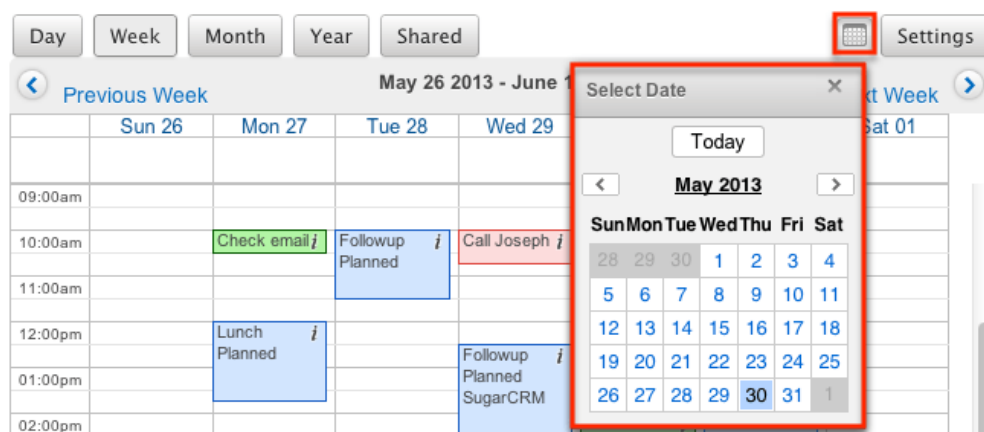 Day Week Month Year Shared Settings
Previous Week May 26 2013 - June 1 xt Week
Sun 26 Mon 27 Tue 28 Wed 29 Sat 01
09:00am
10:00am
11:00am
12:00pm
01:00pm
02:00pm
Check email i
Lunch i
Planned
Followup i
Planned
Call Joseph i
Followup i
Planned
SugarCRM
Select Date ×
Today
< May 2013 >
Sun Mon Tue Wed Thu Fri Sat
28 29 30 1 2 3 4
5 6 7 8 9 10 11
12 13 14 15 16 17 18
19 20 21 22 23 24 25
26 27 28 29 30 31 1